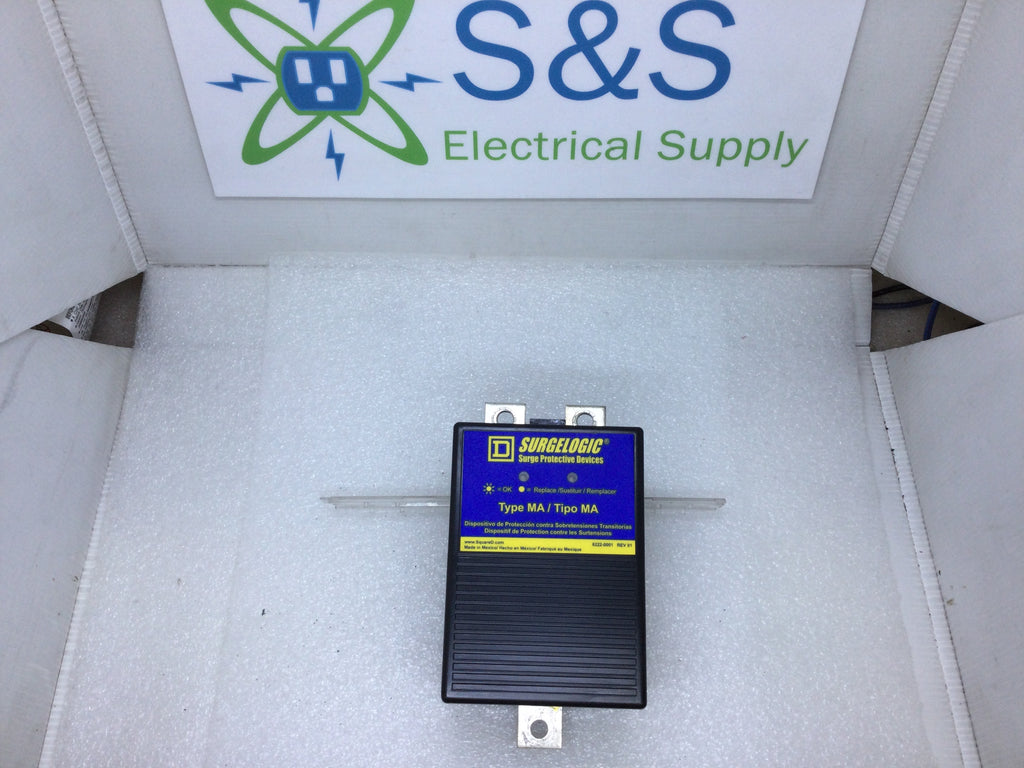 S&S
Electrical Supply
D
SURGELOGIC®
Surge Protective Devices
= OK = Replace /Sustituir / Remplacer
Type MA / Tipo MA
Dispositivo de Protección contra Sobretensiones Transitorias
Dispositif de Protection contre les Surtensions
www.SquareD.com 6222-0001 REV 01
Made in Mexico/ Hecho en México/ Fabrique au Mexique